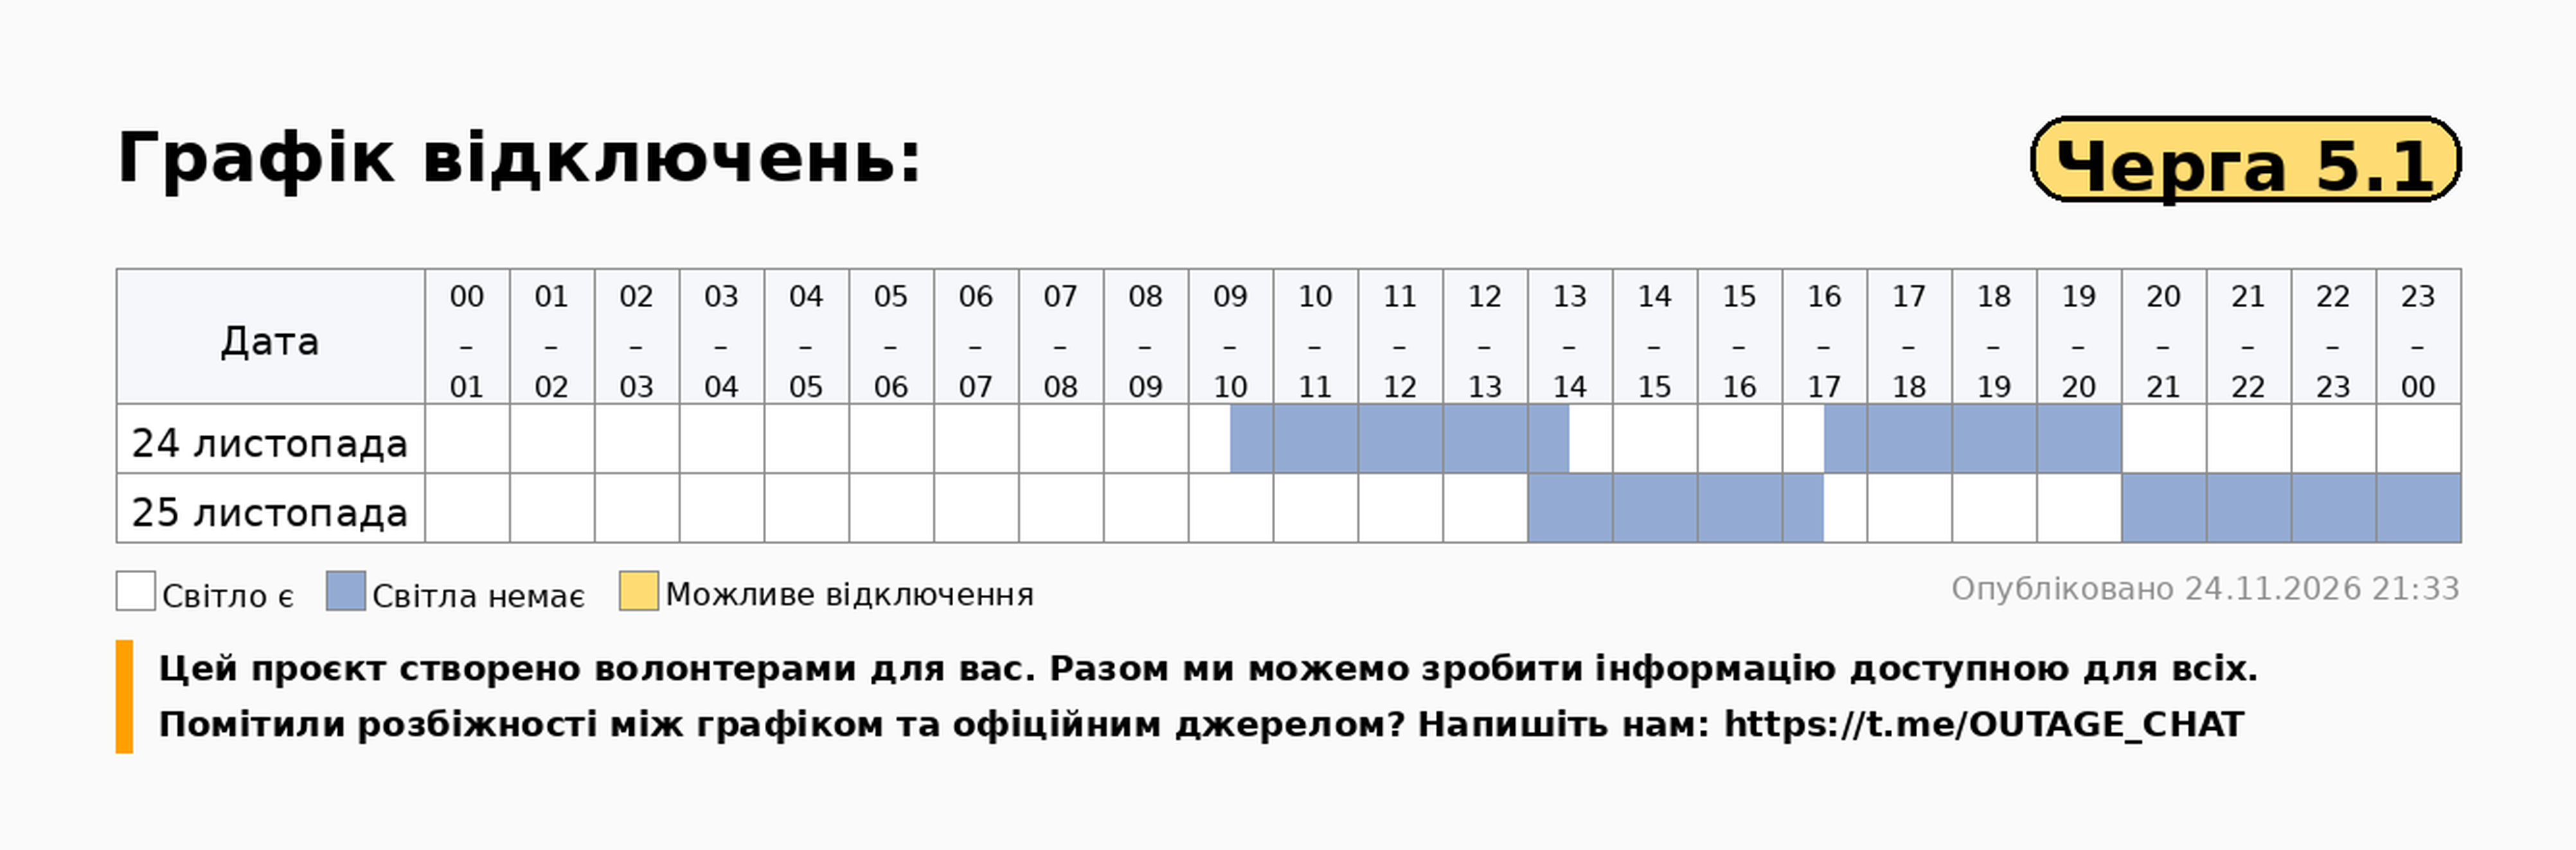 Графік відключень:
Черга 5.1
Дата
00 – 01
01 – 02
02 – 03
03 – 04
04 – 05
05 – 06
06 – 07
07 – 08
08 – 09
09 – 10
10 – 11
11 – 12
12 – 13
13 – 14
14 – 15
15 – 16
16 – 17
17 – 18
18 – 19
19 – 20
20 – 21
21 – 22
22 – 23
23 – 00
24 листопада
25 листопада
Світло є
Світла немає
Можливе відключення
Опубліковано 24.11.2026 21:33
Цей проєкт створено волонтерами для вас. Разом ми можемо зробити інформацію доступною для всіх.
Помітили розбіжності між графіком та офіційним джерелом? Напишіть нам: https://t.me/OUTAGE_CHAT